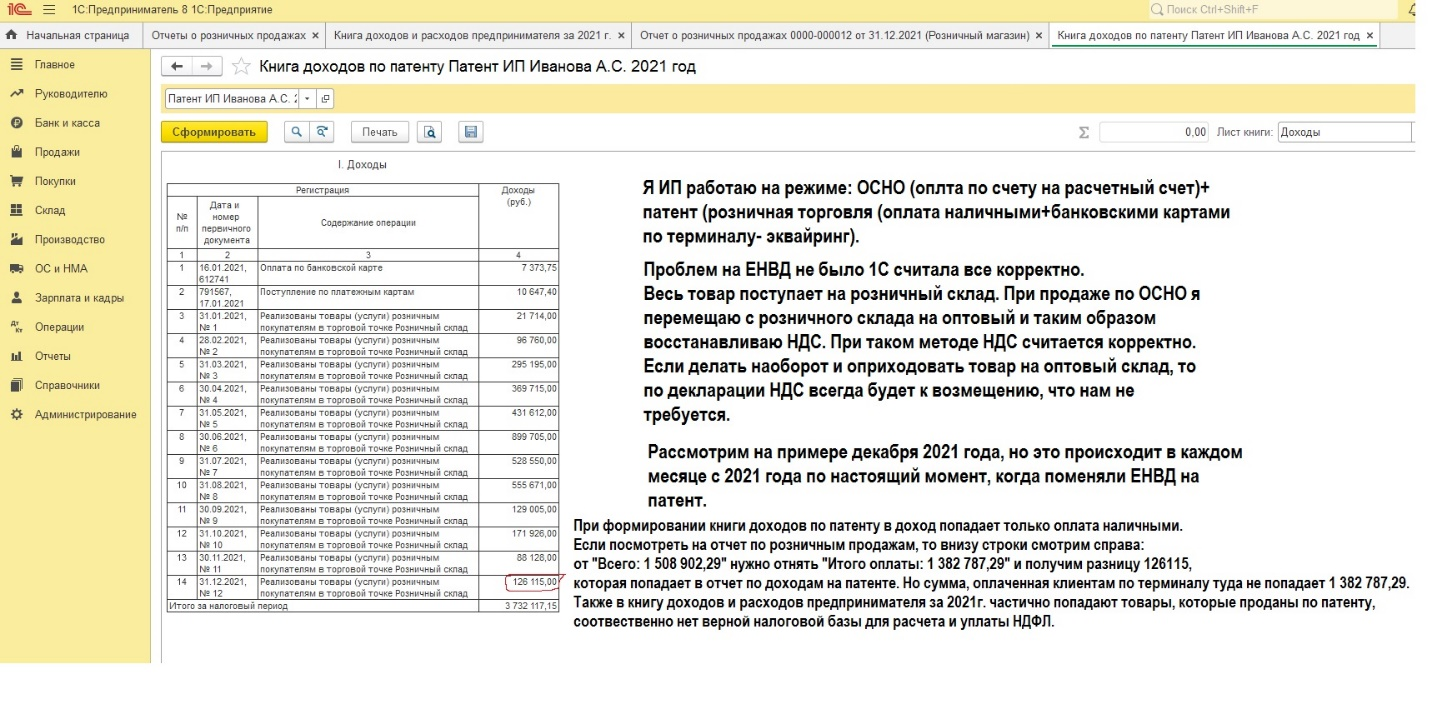 1С:Предприниматель 8 1С:Предприятие
Поиск Ctrl+Shift+F
Начальная страница
Отчеты о розничных продажах ×
Книга доходов и расходов предпринимателя за 2021 г. ×
Отчет о розничных продажах 0000-000012 от 31.12.2021 (Розничный магазин) ×
Книга доходов по патенту Патент ИП Иванова А.С. 2021 год ×
Главное
Руководителю
Банк и касса
Продажи
Покупки
Склад
Производство
ОС и НМА
Зарплата и кадры
Операции
Отчеты
Справочники
Администрирование
Книга доходов по патенту Патент ИП Иванова А.С. 2021 год
Патент ИП Иванова А.С. 2
Сформировать
Печать
Σ 0,00 Лист книги: Доходы
I. Доходы
Регистрация Доходы
(руб.)
№
п/п
Дата и
номер
первичного
документа
Содержание операции
1 2 3 4
1 16.01.2021, Оплата по банковской карте 7 373,75
612741
2 791567, Поступление по платежным картам 10 647,40
17.01.2021
3 31.01.2021, Реализованы товары (услуги) розничным 21 714,00
№ 1 покупателям в торговой точке Розничный склад
4 28.02.2021, Реализованы товары (услуги) розничным 96 760,00
№ 2 покупателям в торговой точке Розничный склад
5 31.03.2021, Реализованы товары (услуги) розничным 295 195,00
№ 3 покупателям в торговой точке Розничный склад
6 30.04.2021, Реализованы товары (услуги) розничным 369 715,00
№ 4 покупателям в торговой точке Розничный склад
7 31.05.2021, Реализованы товары (услуги) розничным 431 612,00
№ 5 покупателям в торговой точке Розничный склад
8 30.06.2021, Реализованы товары (услуги) розничным 899 705,00
№ 6 покупателям в торговой точке Розничный склад
9 31.07.2021, Реализованы товары (услуги) розничным 528 550,00
№ 7 покупателям в торговой точке Розничный склад
10 31.08.2021, Реализованы товары (услуги) розничным 555 671,00
№ 8 покупателям в торговой точке Розничный склад
11 30.09.2021, Реализованы товары (услуги) розничным 129 005,00
№ 9 покупателям в торговой точке Розничный склад
12 31.10.2021, Реализованы товары (услуги) розничным 171 926,00
№ 10 покупателям в торговой точке Розничный склад
13 30.11.2021, Реализованы товары (услуги) розничным 88 128,00
№ 11 покупателям в торговой точке Розничный склад
14 31.12.2021, Реализованы товары (услуги) розничным 126 115,00
№ 12 покупателям в торговой точке Розничный склад
Итого за налоговый период 3 732 117,15
Я ИП работаю на режиме: ОСНО (оплта по счету на расчетный счет)+
патент (розничная торговля (оплата наличными+банковскими картами
по терминалу- эквайринг).
Проблем на ЕНВД не было 1С считала все корректно.
Весь товар поступает на розничный склад. При продаже по ОСНО я
перемещаю с розничного склада на оптовый и таким образом
восстанавливаю НДС. При таком методе НДС считается корректно.
Если делать наоборот и оприходовать товар на оптовый склад, то
по декларации НДС всегда будет к возмещению, что нам не
требуется.
Рассмотрим на примере декабря 2021 года, но это происходит в каждом
месяце с 2021 года по настоящий момент, когда поменяли ЕНВД на
патент.
При формировании книги доходов по патенту в доход попадает только оплата наличными.
Если посмотреть на отчет по розничным продажам, то внизу строки смотрим справа:
от "Всего: 1 508 902,29" нужно отнять "Итого оплаты: 1 382 787,29" и получим разницу 126115,
которая попадает в отчет по доходам на патенте. Но сумма, оплаченная клиентам по терминалу туда не попадает 1 382 787,29.
Также в книгу доходов и расходов предпринимателя за 2021г. частично попадают товары, которые проданы по патенту,
соотвественно нет верной налоговой базы для расчета и уплаты НДФЛ.